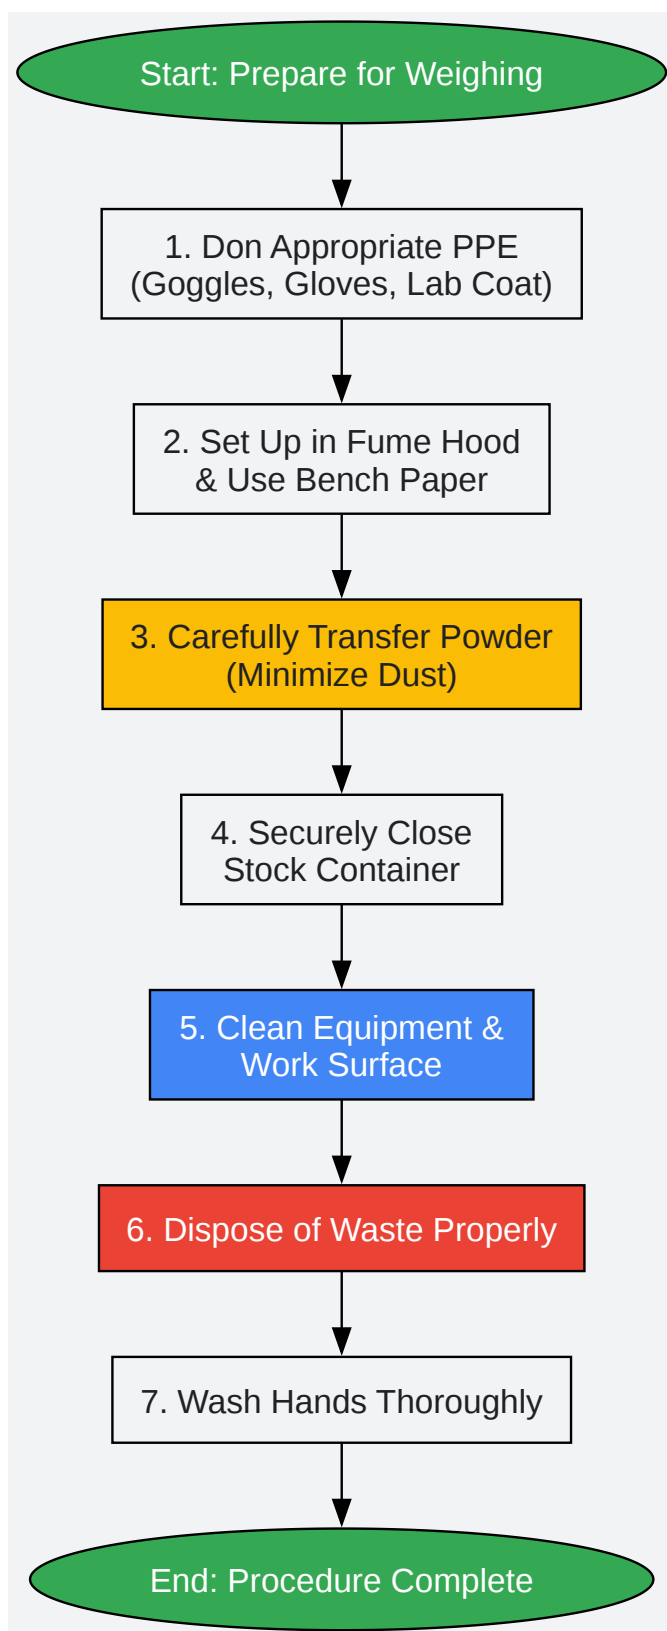 Start: Prepare for Weighing
1. Don Appropriate PPE
(Goggles, Gloves, Lab Coat)
2. Set Up in Fume Hood
& Use Bench Paper
3. Carefully Transfer Powder
(Minimize Dust)
4. Securely Close
Stock Container
5. Clean Equipment &
Work Surface
6. Dispose of Waste Properly
7. Wash Hands Thoroughly
End: Procedure Complete